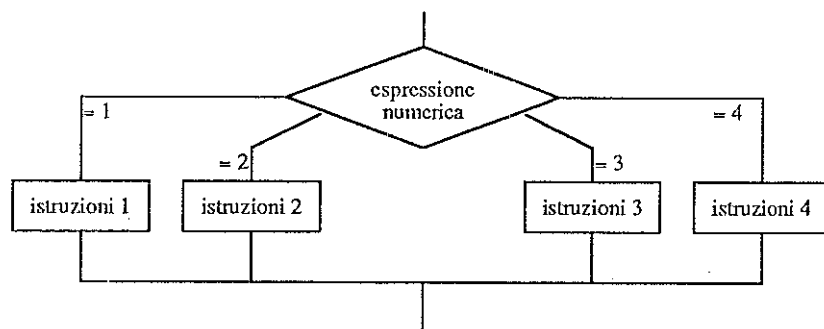 espressione
numerica
= 1
= 4
= 2
= 3
istruzioni 1
istruzioni 2
istruzioni 3
istruzioni 4